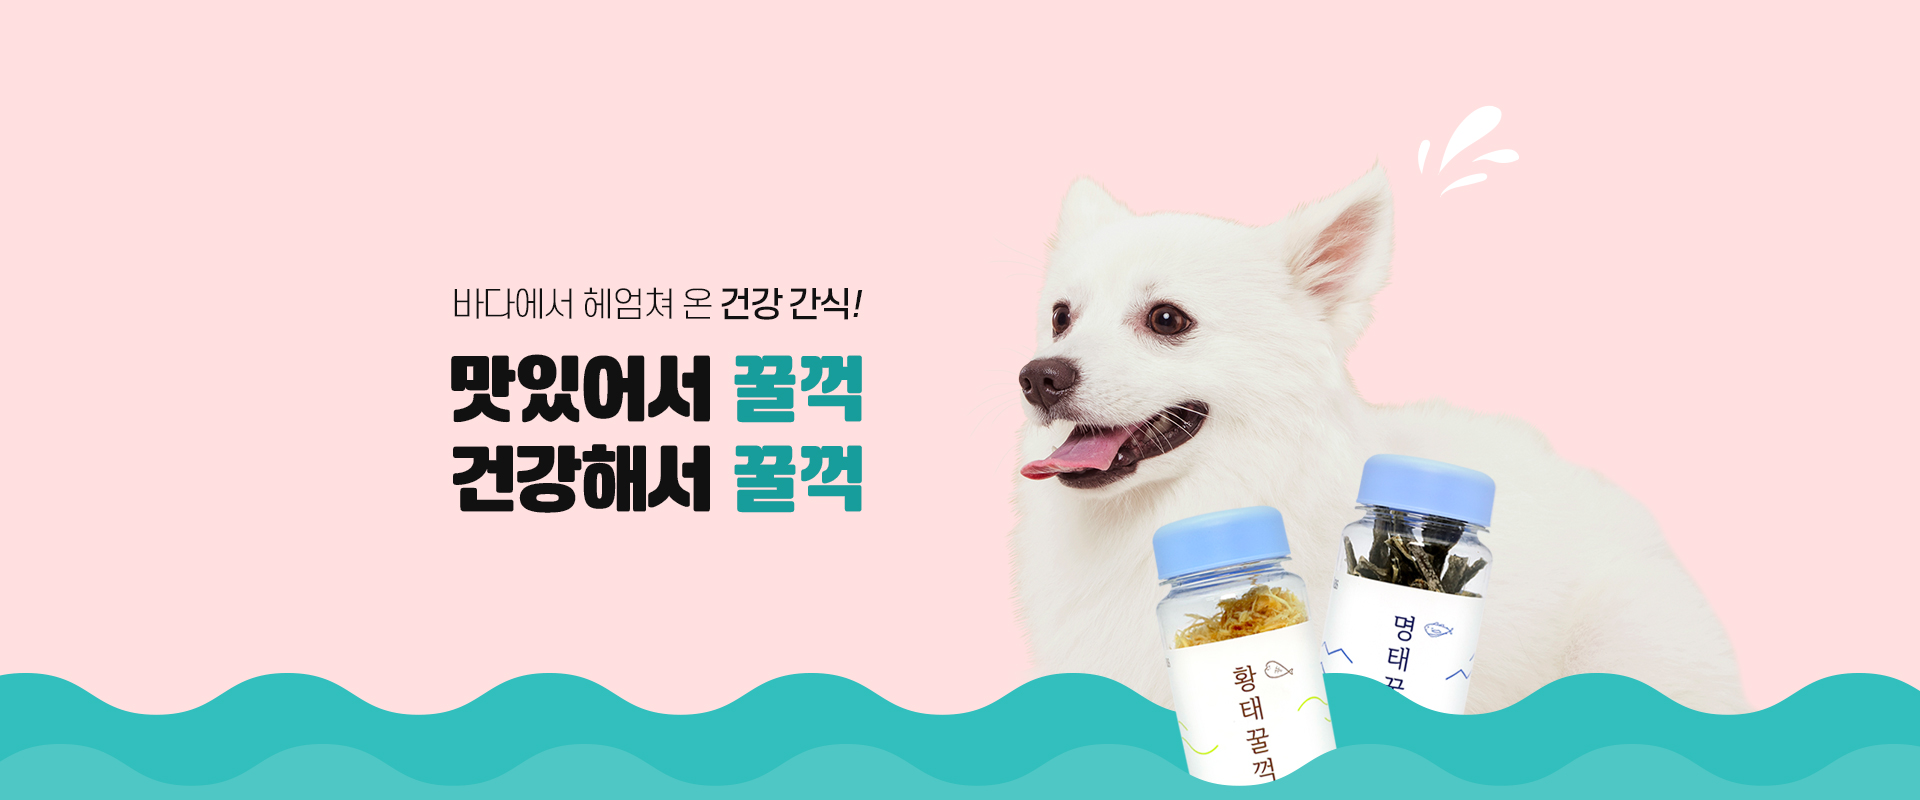 바다에서 헤엄쳐 온 건강 간식!
맛있어서 꿀꺽
건강해서 꿀꺽
황태꿀꺽
명태꿀